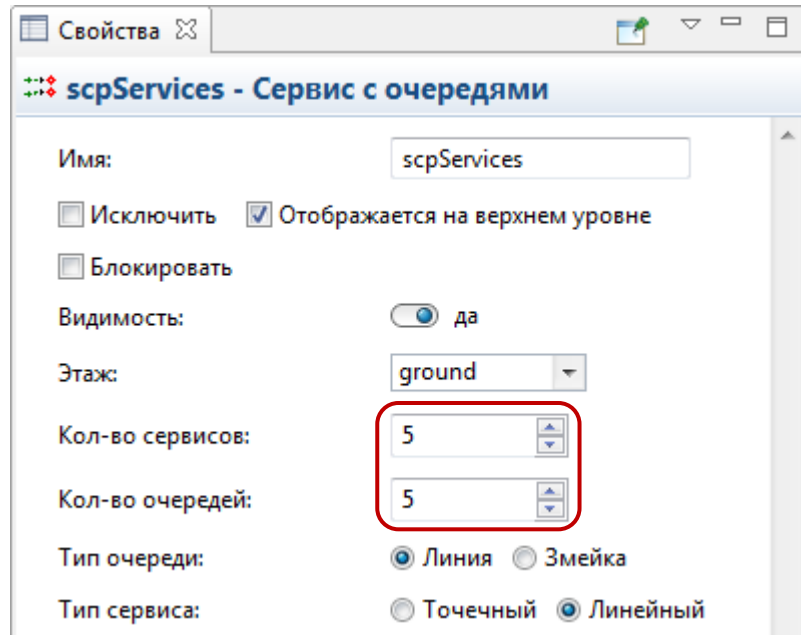 Свойства
scpServices - Сервис с очередями
Имя: scpServices
Исключить Отображается на верхнем уровне
Блокировать
Видимость: да
Этаж: ground
Кол-во сервисов: 5
Кол-во очередей: 5
Тип очереди: Линия Змейка
Тип сервиса: Точечный Линейный